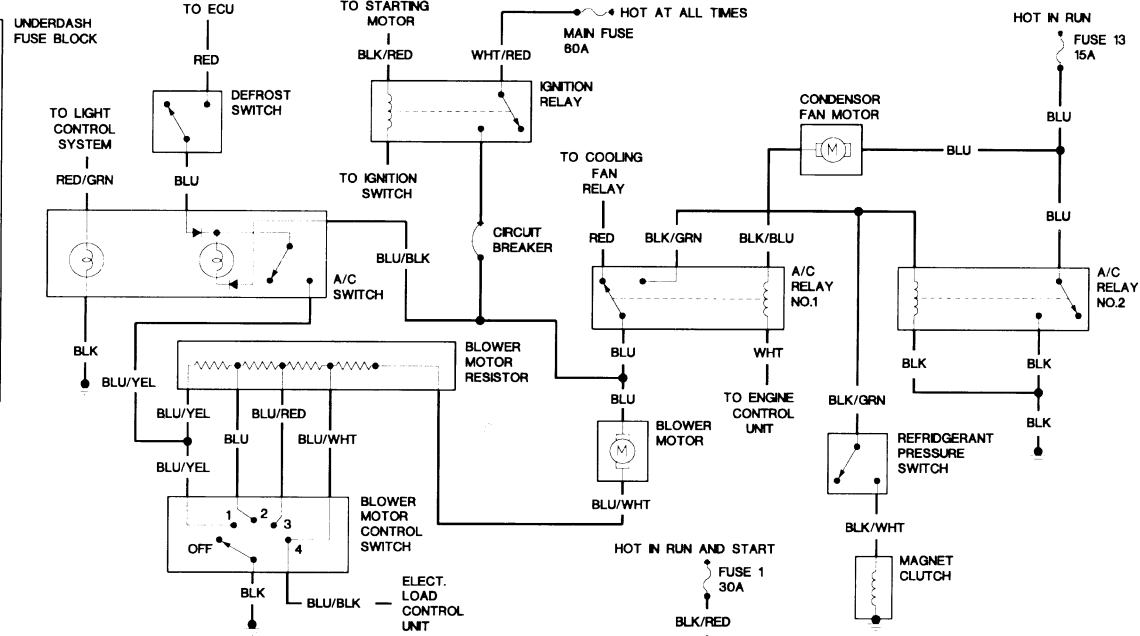 UNDERDASH
FUSE BLOCK
TO ECU
RED
DEFROST
SWITCH
TO LIGHT
CONTROL
SYSTEM
RED/GRN
BLU
TO STARTING
MOTOR
BLK/RED
WHT/RED
HOT AT ALL TIMES
MAIN FUSE
60A
IGNITION
RELAY
TO IGNITION
SWITCH
CIRCUIT
BREAKER
BLU/BLK
A/C
SWITCH
BLK
BLU/YEL
HOT IN RUN
FUSE 13
15A
BLU
CONDENSOR
FAN MOTOR
M
BLU
BLU
TO COOLING
FAN
RELAY
RED
BLK/GRN
BLK/BLU
A/C
RELAY
NO.1
A/C
RELAY
NO.2
BLU
WHT
BLK
BLK
BLK
TO ENGINE
CONTROL
UNIT
BLU
BLOWER
MOTOR
M
BLU/WHT
BLOWER
MOTOR
RESISTOR
BLU/YEL
BLU
BLU/RED
BLU/WHT
BLU/YEL
BLOWER
MOTOR
CONTROL
SWITCH
OFF
1
2
3
4
BLK
BLU/BLK
ELECT.
LOAD
CONTROL
UNIT
BLK/GRN
REFRIDGERANT
PRESSURE
SWITCH
BLK/WHT
MAGNET
CLUTCH
HOT IN RUN AND START
FUSE 1
30A
BLK/RED